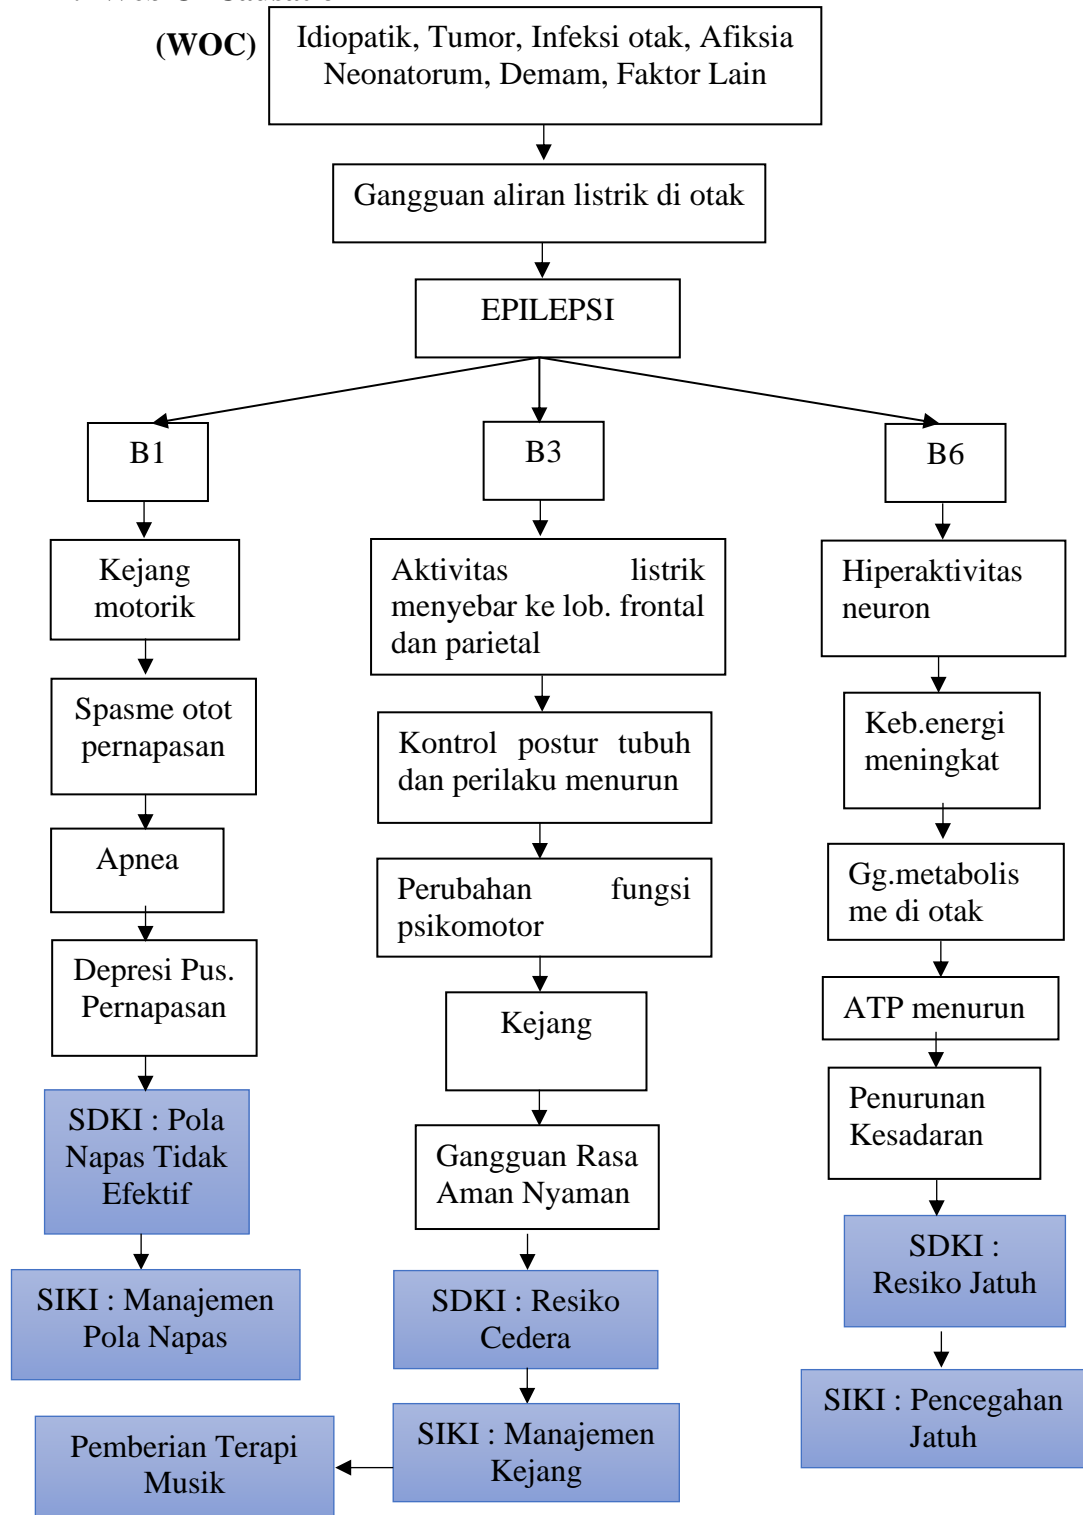 (WOC)
Idiopatik, Tumor, Infeksi otak, Afiksia
Neonatorum, Demam, Faktor Lain
Gangguan aliran listrik di otak
EPILEPSI
B1
Kejang
motorik
Spasme otot
pernapasan
Apnea
Depresi Pus.
Pernapasan
SDKI : Pola
Napas Tidak
Efektif
SIKI : Manajemen
Pola Napas
B3
Aktivitas listrik
menyebar ke lob. frontal
dan parietal
Kontrol postur tubuh
dan perilaku menurun
Perubahan fungsi
psikomotor
Kejang
Gangguan Rasa
Aman Nyaman
SDKI : Resiko
Cedera
SIKI : Manajemen
Kejang
Pemberian Terapi
Musik
B6
Hiperaktivitas
neuron
Keb.energi
meningkat
Gg.metabolis
me di otak
ATP menurun
Penurunan
Kesadaran
SDKI :
Resiko Jatuh
SIKI : Pencegahan
Jatuh